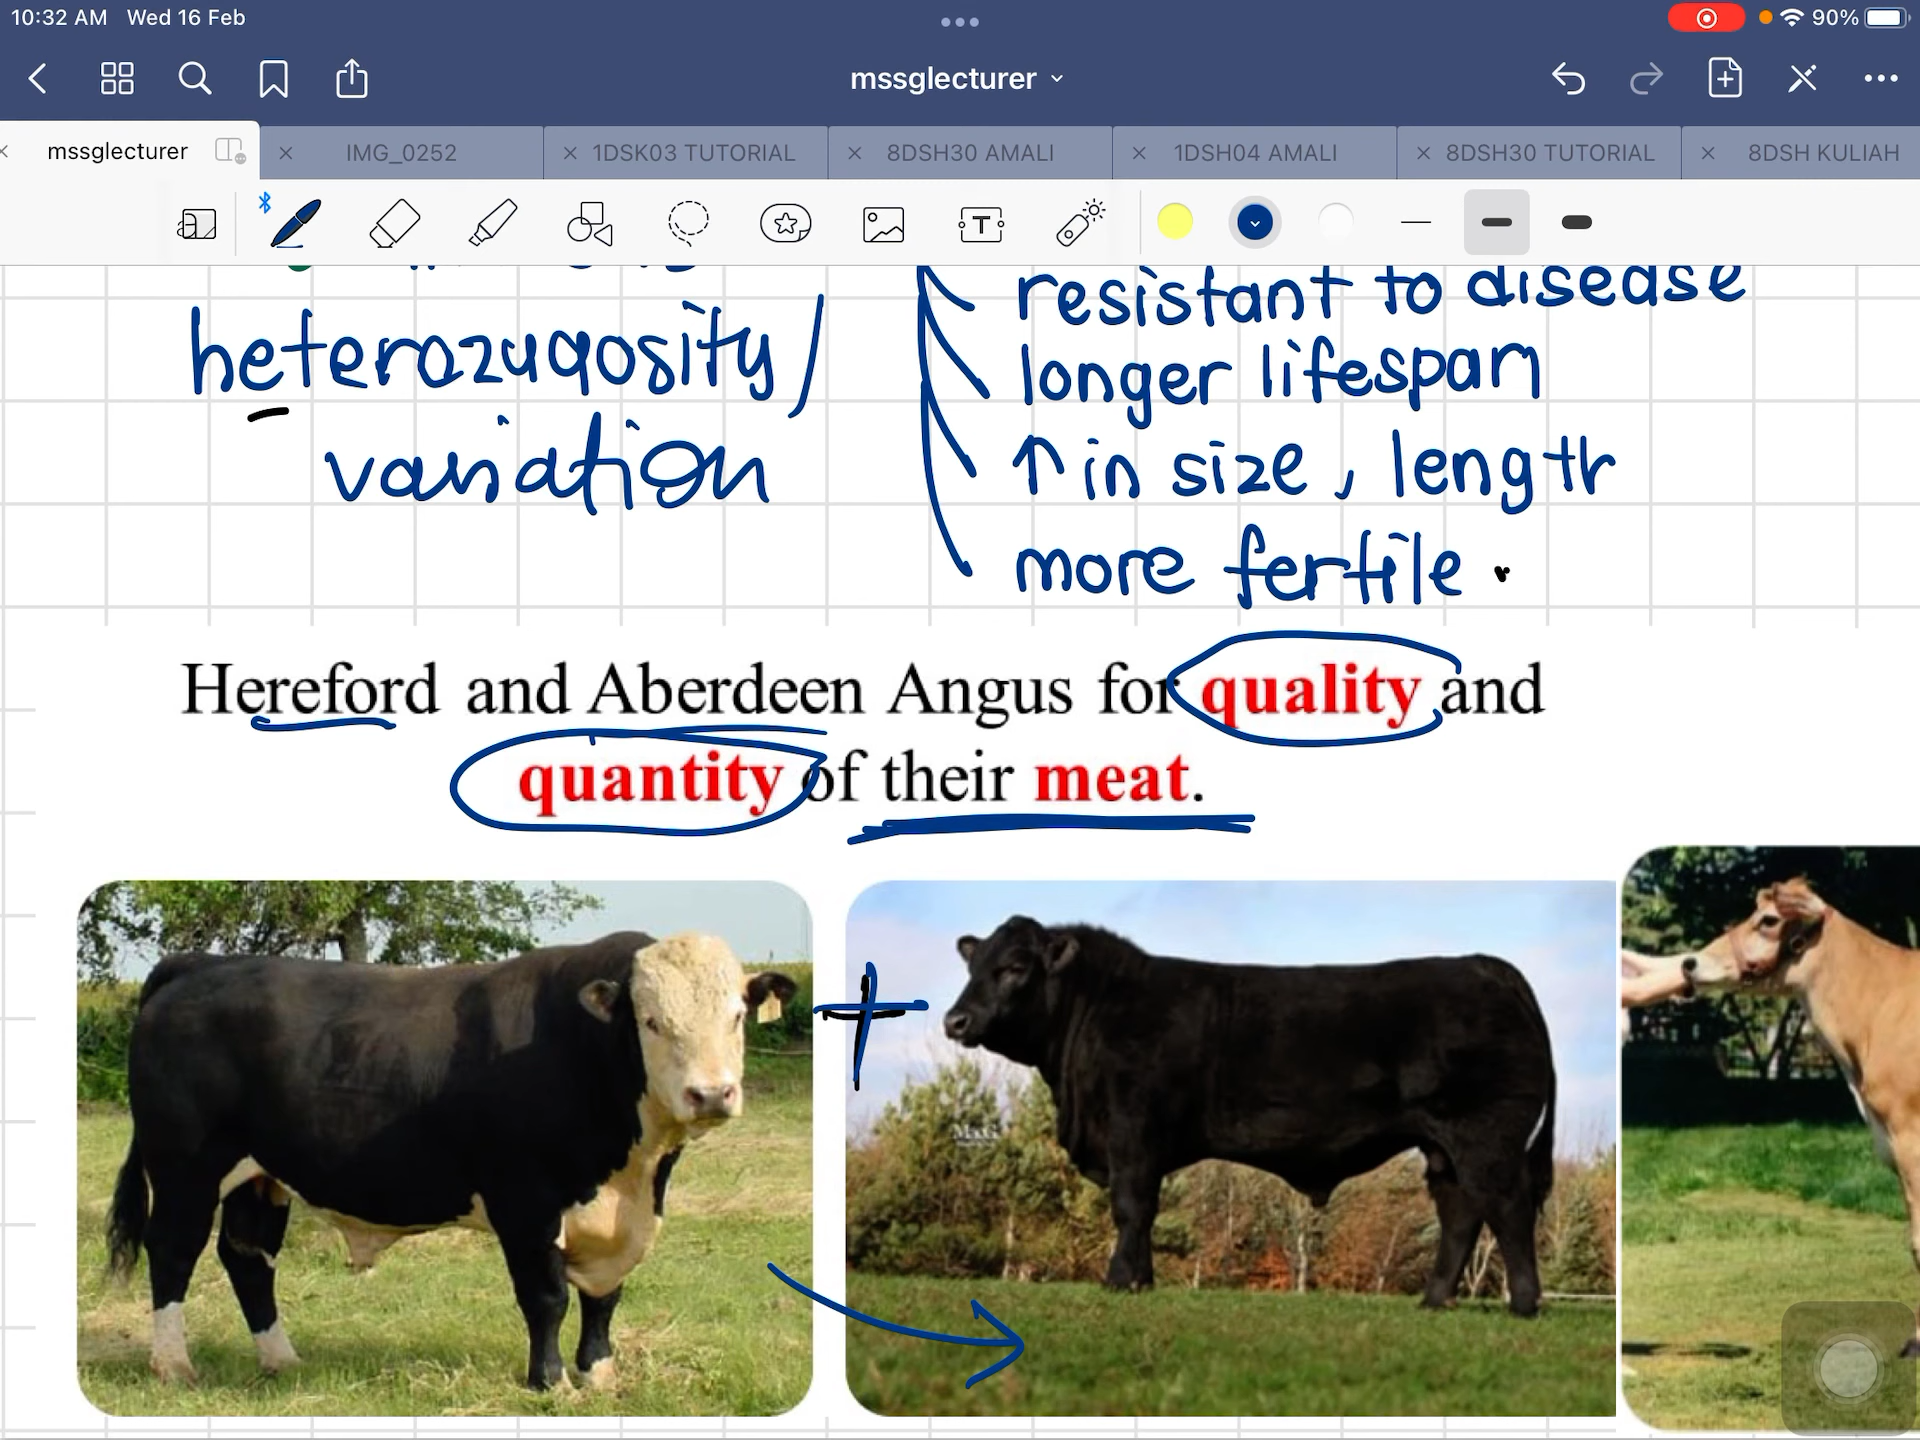 10:32 AM Wed 16 Feb
90%
mssglecturer
mssglecturer
IMG_0252
1DSK03 TUTORIAL
8DSH30 AMALI
1DSH04 AMALI
8DSH30 TUTORIAL
8DSH KULIAH
heterozygosity/
variation
resistant to disease
longer lifespan
↑ in size, length
more fertile
Hereford and Aberdeen Angus for quality and
quantity of their meat.
+